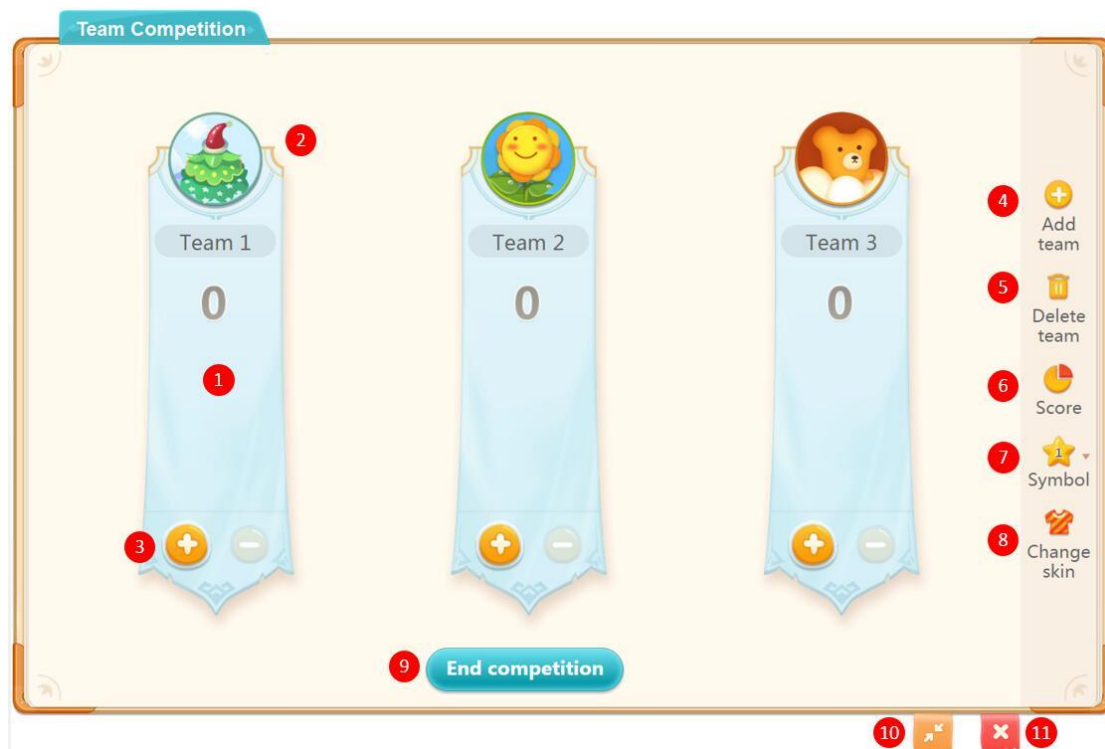 Team Competition
2
Team 1
Team 2
Team 3
0
0
0
1
3
4
Add
team
5
Delete
team
6
Score
7
1
Symbol
8
Change
skin
9
End competition
10
11